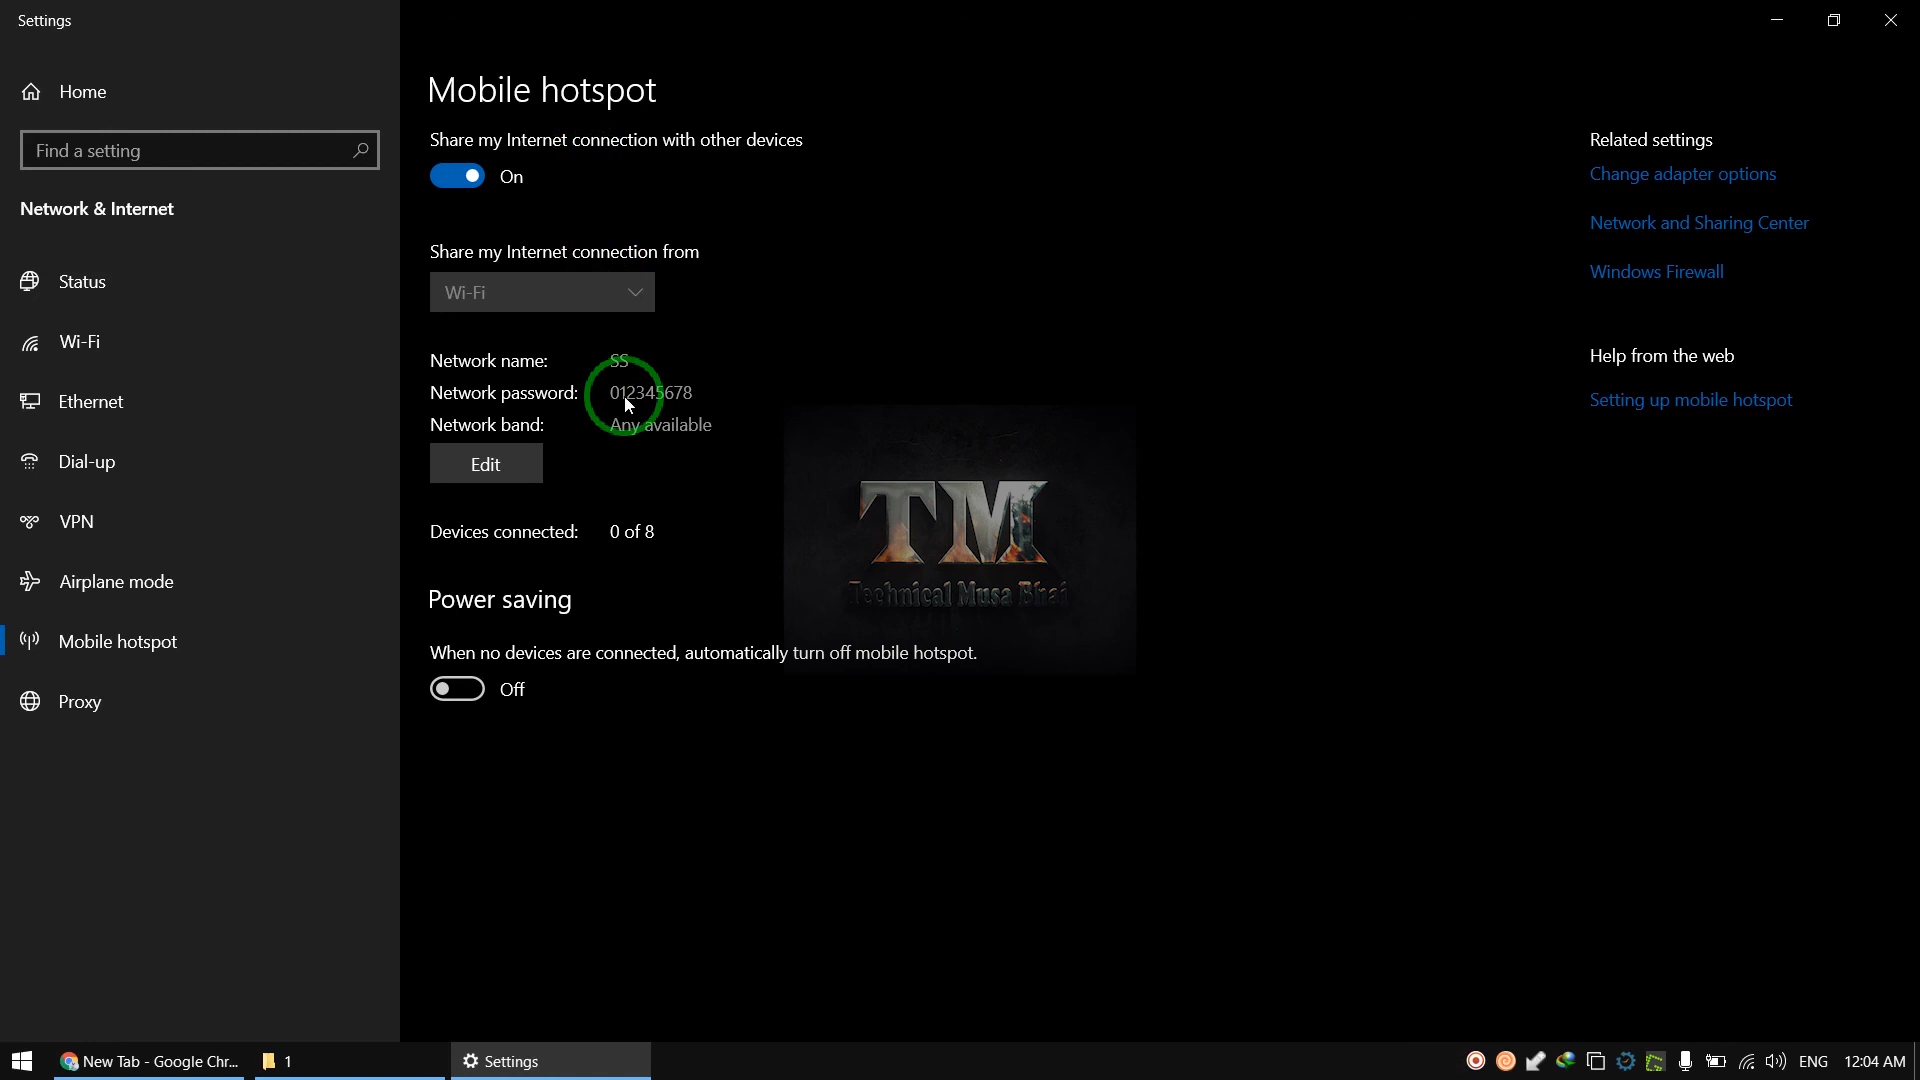 Settings
Home
Find a setting
Network & Internet
Status
Wi-Fi
Ethernet
Dial-up
VPN
Airplane mode
Mobile hotspot
Proxy
Mobile hotspot
Share my Internet connection with other devices
On
Share my Internet connection from
Wi-Fi
Network name: SS
Network password: 012345678
Network band: Any available
Edit
Devices connected: 0 of 8
Power saving
When no devices are connected, automatically turn off mobile hotspot.
Off
TM
Technical Musa Bhai
Related settings
Change adapter options
Network and Sharing Center
Windows Firewall
Help from the web
Setting up mobile hotspot
New Tab - Google Chr...
1
Settings
ENG
12:04 AM